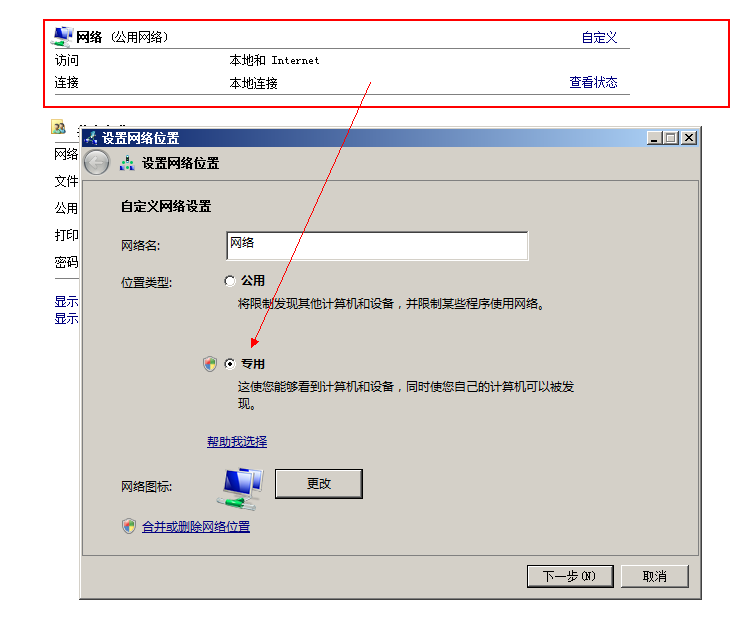 网络 (公用网络) 自定义
访问 本地和 Internet
连接 本地连接 查看状态
设置网络位置
设置网络位置
网络
文件
公用
打印
密码
显示
显示
自定义网络设置
网络名: 网络
位置类型: 公用
将限制发现其他计算机和设备，并限制某些程序使用网络。
专用
这使您能够看到计算机和设备，同时使您自己的计算机可以被发
现。
帮助我选择
网络图标: 更改
合并或删除网络位置
下一步(N) 取消